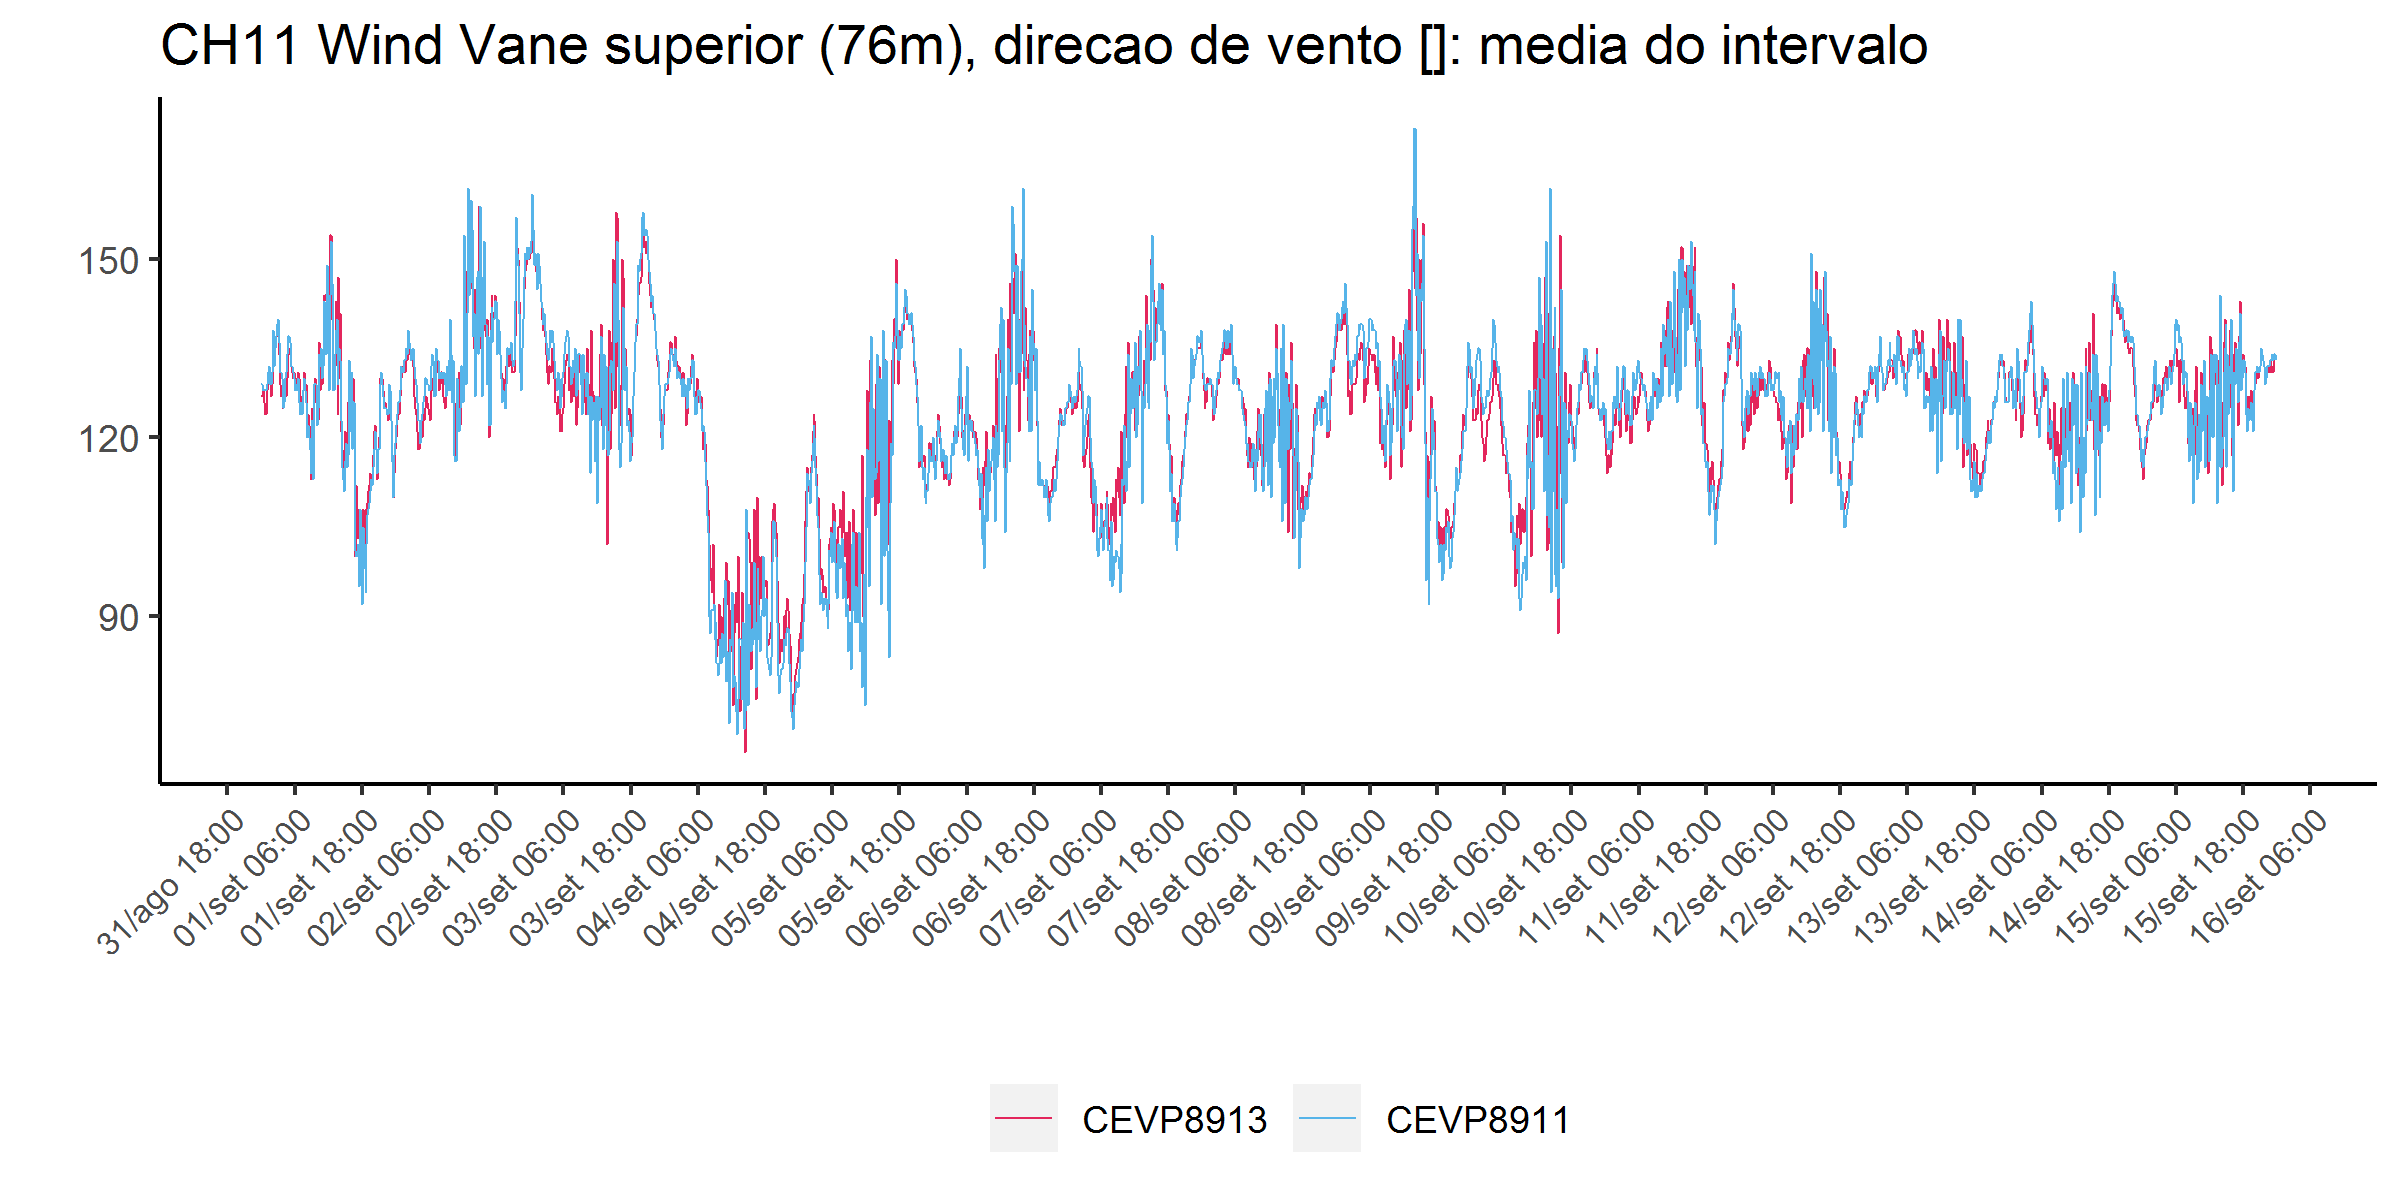 CH11 Wind Vane superior (76m), direcao de vento []: media do intervalo
150
120
90
31/ago 18:00
01/set 06:00
01/set 18:00
02/set 06:00
02/set 18:00
03/set 06:00
03/set 18:00
04/set 06:00
04/set 18:00
05/set 06:00
05/set 18:00
06/set 06:00
06/set 18:00
07/set 06:00
07/set 18:00
08/set 06:00
08/set 18:00
09/set 06:00
09/set 18:00
10/set 06:00
10/set 18:00
11/set 06:00
11/set 18:00
12/set 06:00
12/set 18:00
13/set 06:00
13/set 18:00
14/set 06:00
14/set 18:00
15/set 06:00
15/set 18:00
16/set 06:00
CEVP8913
CEVP8911